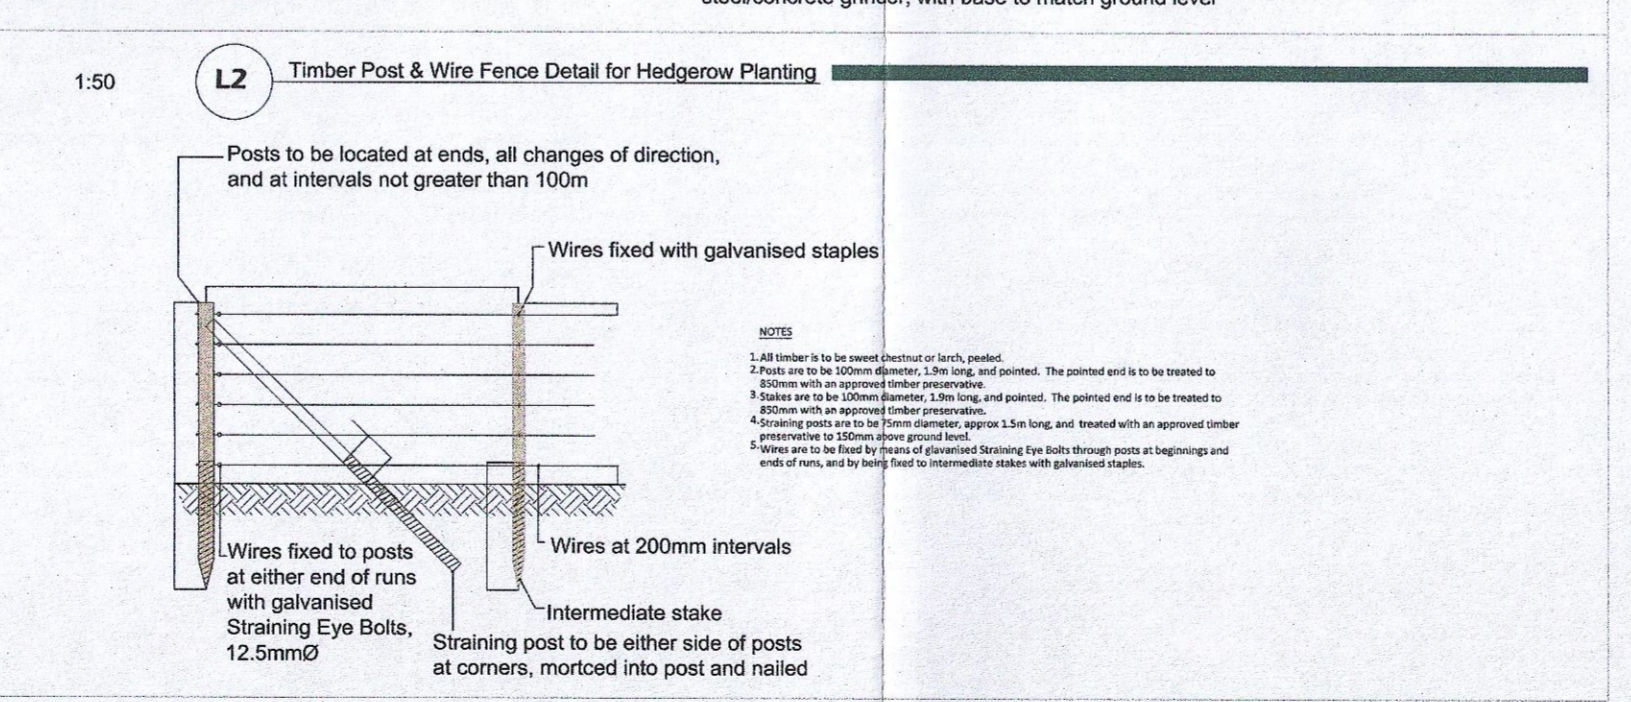 steel/concrete grinder, with base to match ground level
1:50
L2
Timber Post & Wire Fence Detail for Hedgerow Planting
Posts to be located at ends, all changes of direction,
and at intervals not greater than 100m
Wires fixed with galvanised staples
NOTES
1.All timber is to be sweet chestnut or larch, peeled.
2.Posts are to be 100mm diameter, 1.9m long, and pointed. The pointed end is to be treated to
850mm with an approved timber preservative.
3.Stakes are to be 100mm diameter, 1.9m long, and pointed. The pointed end is to be treated to
850mm with an approved timber preservative.
4.Straining posts are to be 75mm diameter, approx 1.5m long, and treated with an approved timber
preservative to 150mm above ground level.
5.Wires are to be fixed by means of glavanised Straining Eye Bolts through posts at beginnings and
ends of runs, and by being fixed to intermediate stakes with galvanised staples.
Wires fixed to posts
at either end of runs
with galvanised
Straining Eye Bolts,
12.5mmØ
Wires at 200mm intervals
Intermediate stake
Straining post to be either side of posts
at corners, mortced into post and nailed